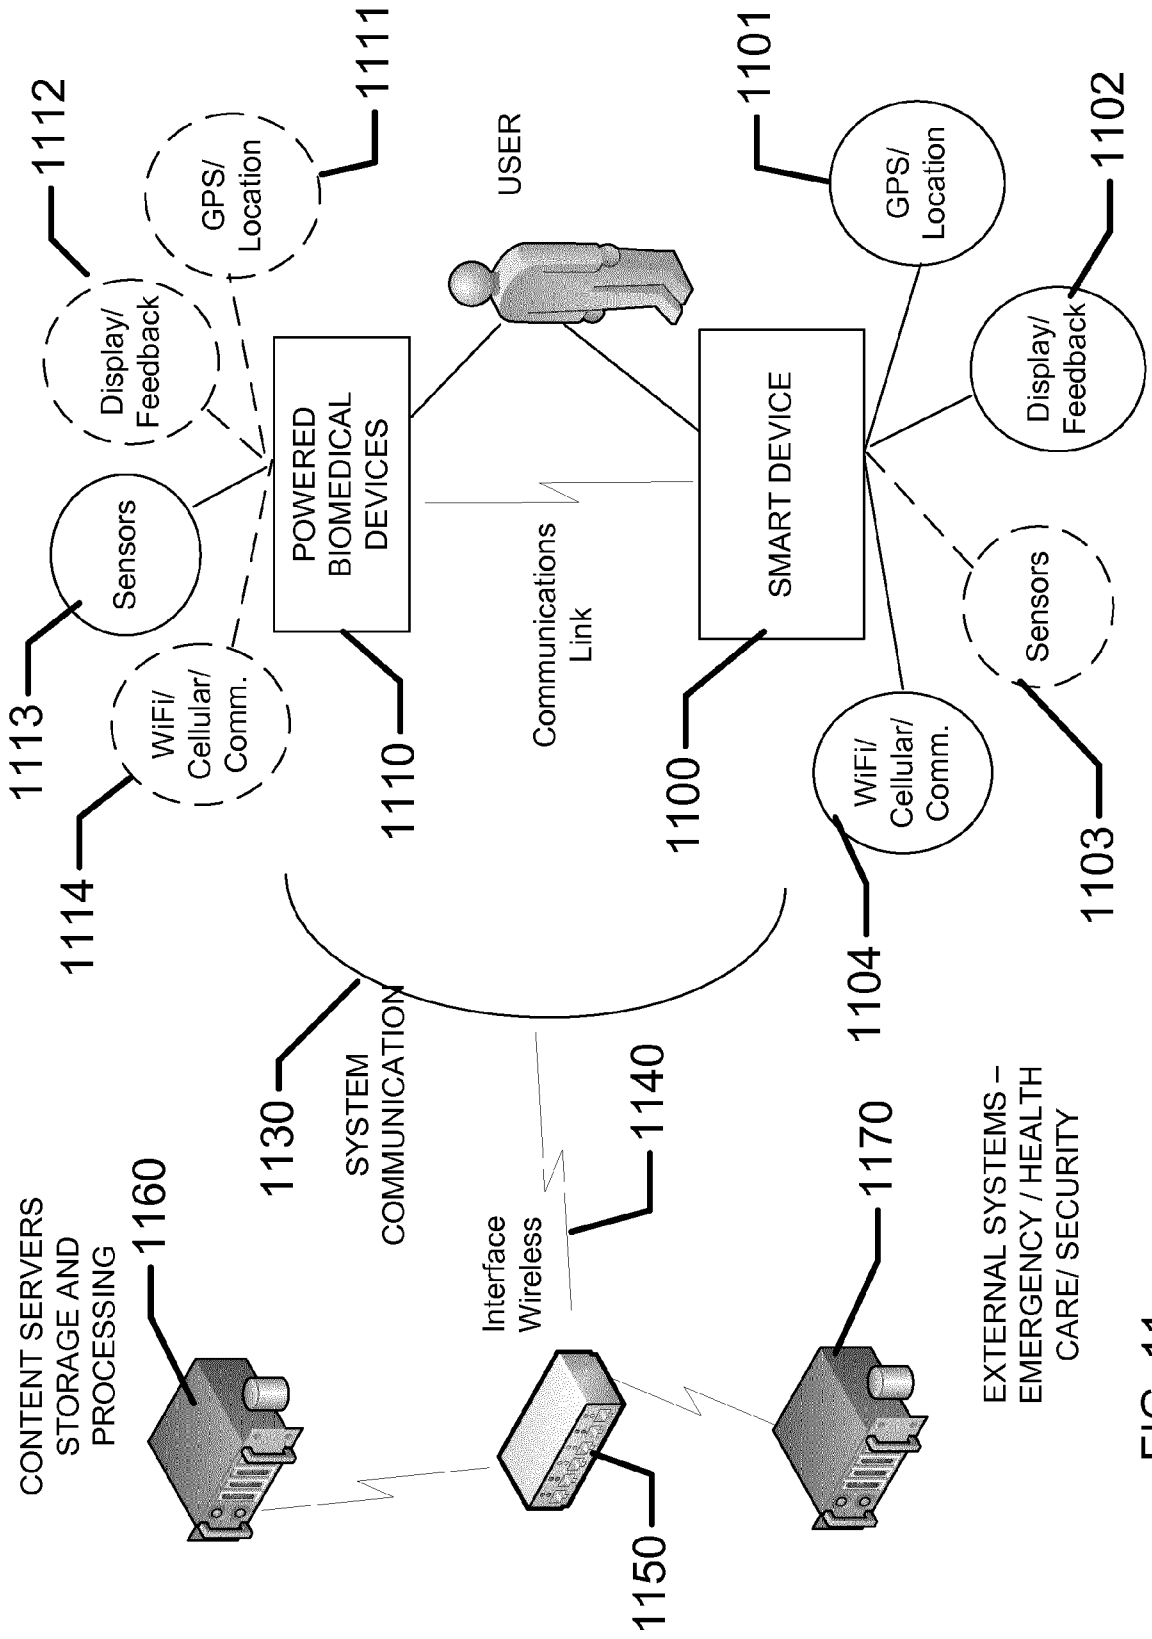 CONTENT SERVERS
STORAGE AND
PROCESSING
1160
1150
Interface
Wireless
1140
1170
EXTERNAL SYSTEMS –
EMERGENCY / HEALTH
CARE/ SECURITY
1130
SYSTEM
COMMUNICATION
1114
WiFi/
Cellular/
Comm.
1113
Sensors
1112
Display/
Feedback
1111
GPS/
Location
1110
POWERED
BIOMEDICAL
DEVICES
USER
Communications
Link
1100
SMART DEVICE
1101
GPS/
Location
1102
Display/
Feedback
1103
Sensors
1104
WiFi/
Cellular/
Comm.
FIG. 11